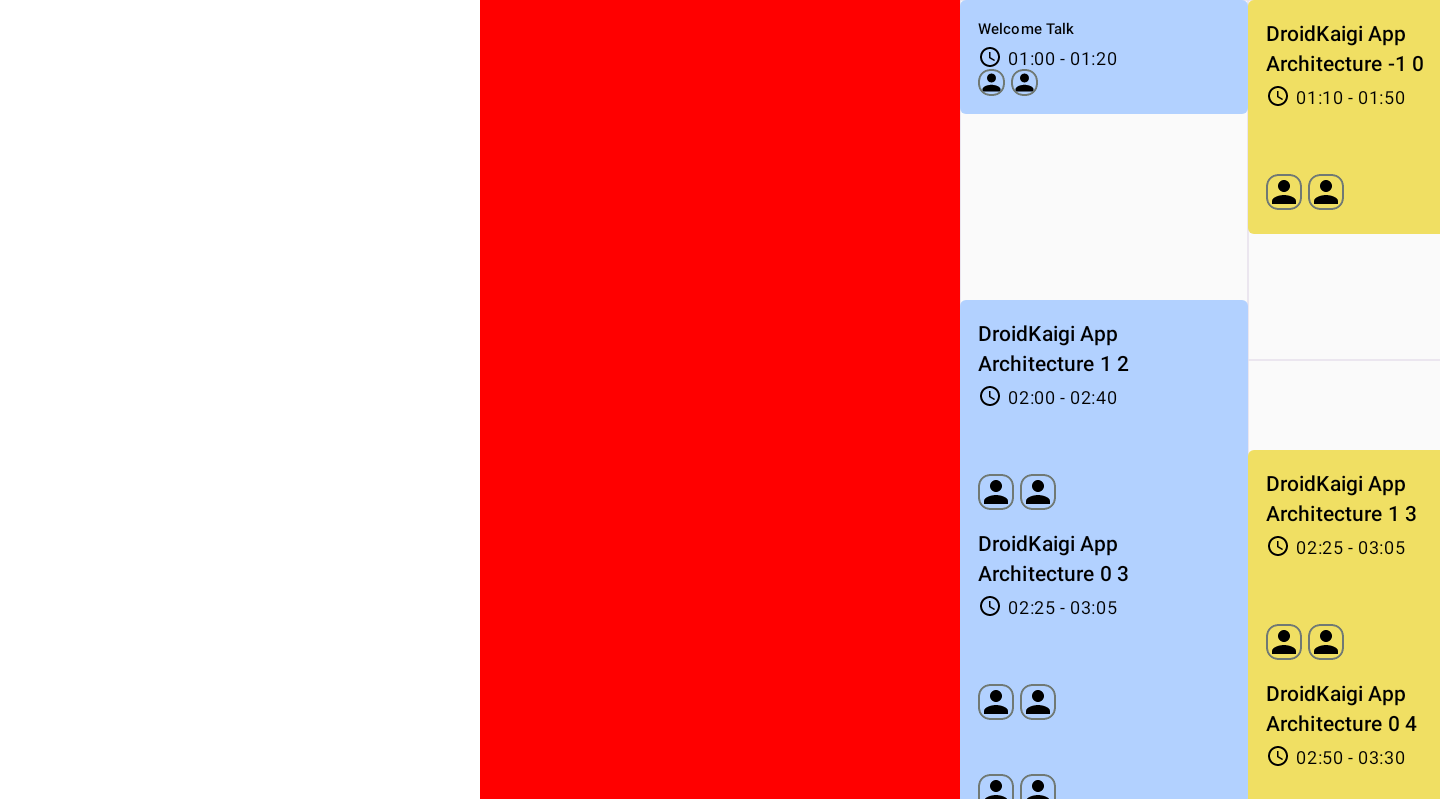 Welcome Talk
01:00 - 01:20
DroidKaigi App
Architecture 1 2
02:00 - 02:40
DroidKaigi App
Architecture 0 3
02:25 - 03:05
DroidKaigi App
Architecture -1 0
01:10 - 01:50
DroidKaigi App
Architecture 1 3
02:25 - 03:05
DroidKaigi App
Architecture 0 4
02:50 - 03:30